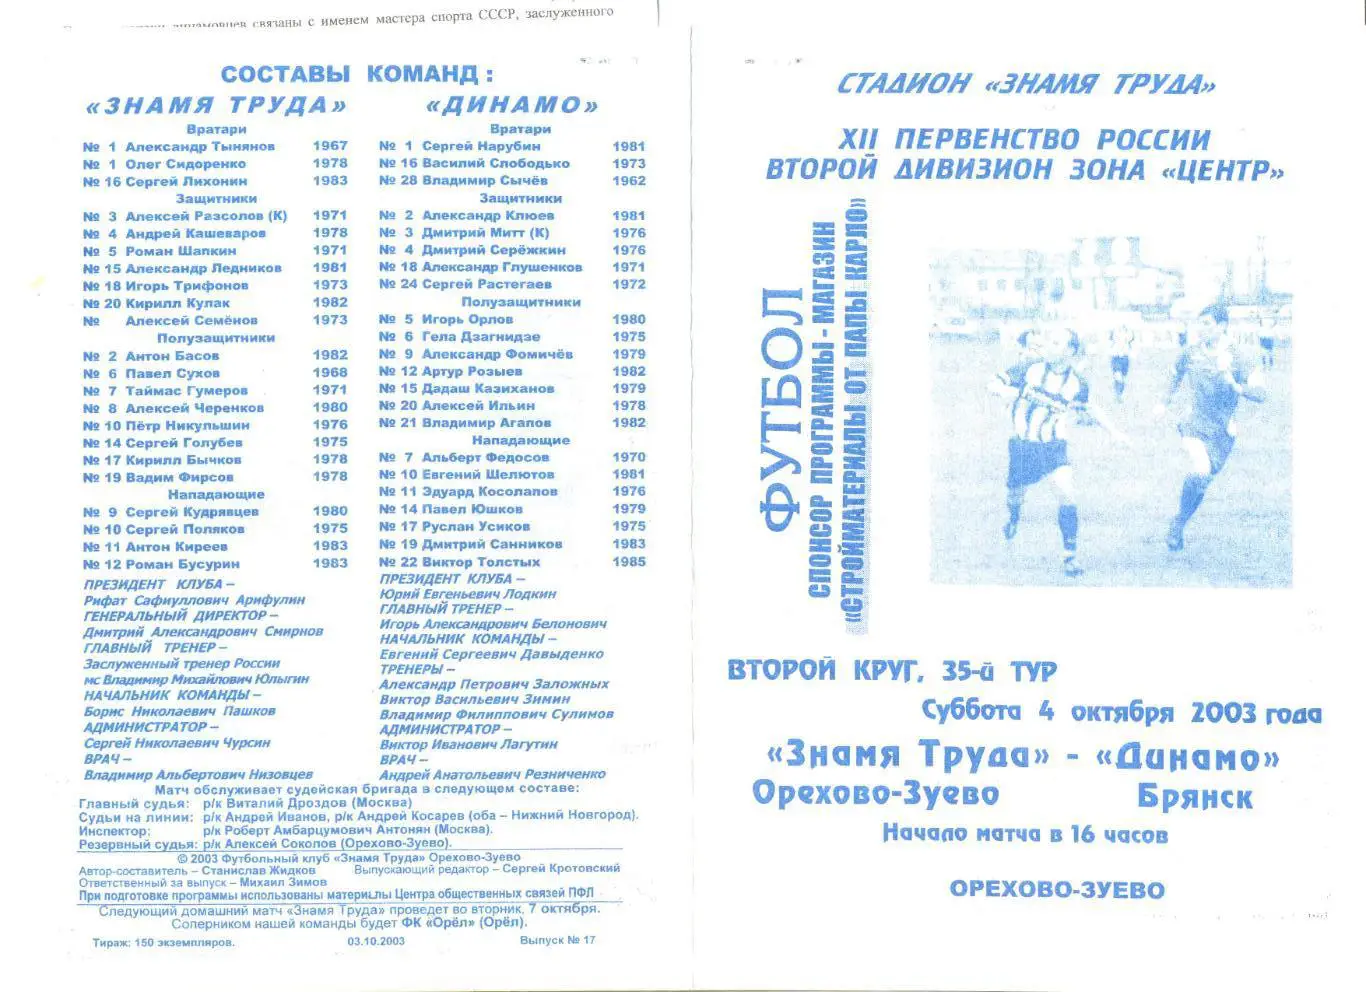 динамовцев связаны с именем мастера спорта СССР, заслуженного
СОСТАВЫ КОМАНД :
«ЗНАМЯ ТРУДА»
Вратари
№ 1 Александр Тынянов 1967
№ 1 Олег Сидоренко 1978
№ 16 Сергей Лихонин 1983
Защитники
№ 3 Алексей Разсолов (К) 1971
№ 4 Андрей Кашеваров 1978
№ 5 Роман Шапкин 1971
№ 15 Александр Ледников 1981
№ 18 Игорь Трифонов 1973
№ 20 Кирилл Кулак 1982
№ Алексей Семёнов 1973
Полузащитники
№ 2 Антон Басов 1982
№ 6 Павел Сухов 1968
№ 7 Таймас Гумеров 1971
№ 8 Алексей Черенков 1980
№ 10 Пётр Никульшин 1976
№ 14 Сергей Голубев 1975
№ 17 Кирилл Бычков 1978
№ 19 Вадим Фирсов 1978
Нападающие
№ 9 Сергей Кудрявцев 1980
№ 10 Сергей Поляков 1975
№ 11 Антон Киреев 1983
№ 12 Роман Бусурин 1983
ПРЕЗИДЕНТ КЛУБА –
Рифат Сафиуллович Арифулин
ГЕНЕРАЛЬНЫЙ ДИРЕКТОР –
Дмитрий Александрович Смирнов
ГЛАВНЫЙ ТРЕНЕР –
Заслуженный тренер России
мс Владимир Михайлович Юлыгин
НАЧАЛЬНИК КОМАНДЫ –
Борис Николаевич Пашков
АДМИНИСТРАТОР –
Сергей Николаевич Чурсин
ВРАЧ –
Владимир Альбертович Низовцев
«ДИНАМО»
Вратари
№ 1 Сергей Нарубин 1981
№ 16 Василий Слободько 1973
№ 28 Владимир Сычёв 1962
Защитники
№ 2 Александр Клюев 1981
№ 3 Дмитрий Митт (К) 1976
№ 4 Дмитрий Серёжкин 1976
№ 18 Александр Глушенков 1971
№ 24 Сергей Растегаев 1972
Полузащитники
№ 5 Игорь Орлов 1980
№ 6 Гела Дзагнидзе 1975
№ 9 Александр Фомичёв 1979
№ 12 Артур Розыев 1982
№ 15 Дадаш Казиханов 1979
№ 20 Алексей Ильин 1978
№ 21 Владимир Агапов 1982
Нападающие
№ 7 Альберт Федосов 1970
№ 10 Евгений Шелютов 1981
№ 11 Эдуард Косолапов 1976
№ 14 Павел Юшков 1979
№ 17 Руслан Усиков 1975
№ 19 Дмитрий Санников 1983
№ 22 Виктор Толстых 1985
ПРЕЗИДЕНТ КЛУБА –
Юрий Евгеньевич Лодкин
ГЛАВНЫЙ ТРЕНЕР –
Игорь Александрович Белонович
НАЧАЛЬНИК КОМАНДЫ –
Евгений Сергеевич Давыденко
ТРЕНЕРЫ –
Александр Петрович Заложных
Виктор Васильевич Зимин
Владимир Филиппович Сулимов
АДМИНИСТРАТОР –
Виктор Иванович Лагутин
ВРАЧ –
Андрей Анатольевич Резниченко
Матч обслуживает судейская бригада в следующем составе:
Главный судья: р/к Виталий Дроздов (Москва)
Судьи на линии: р/к Андрей Иванов, р/к Андрей Косарев (оба – Нижний Новгород).
Инспектор: р/к Роберт Амбарцумович Антонян (Москва).
Резервный судья: р/к Алексей Соколов (Орехово-Зуево).
© 2003 Футбольный клуб «Знамя Труда» Орехово-Зуево
Автор-составитель – Станислав Жидков Выпускающий редактор – Сергей Кротовский
Ответственный за выпуск – Михаил Зимов
При подготовке программы использованы материалы Центра общественных связей ПФЛ
Следующий домашний матч «Знамя Труда» проведет во вторник, 7 октября.
Соперником нашей команды будет ФК «Орёл» (Орёл).
Тираж: 150 экземпляров. 03.10.2003 Выпуск № 17
СТАДИОН «ЗНАМЯ ТРУДА»
XII ПЕРВЕНСТВО РОССИИ
ВТОРОЙ ДИВИЗИОН ЗОНА «ЦЕНТР»
ФУТБОЛ
СПОНСОР ПРОГРАММЫ - МАГАЗИН
«СТРОЙМАТЕРИАЛЫ ОТ ПАПЫ КАРЛО»
ВТОРОЙ КРУГ, 35-й ТУР
Суббота 4 октября 2003 года
«Знамя Труда» - «Динамо»
Орехово-Зуево Брянск
Начало матча в 16 часов
ОРЕХОВО-ЗУЕВО